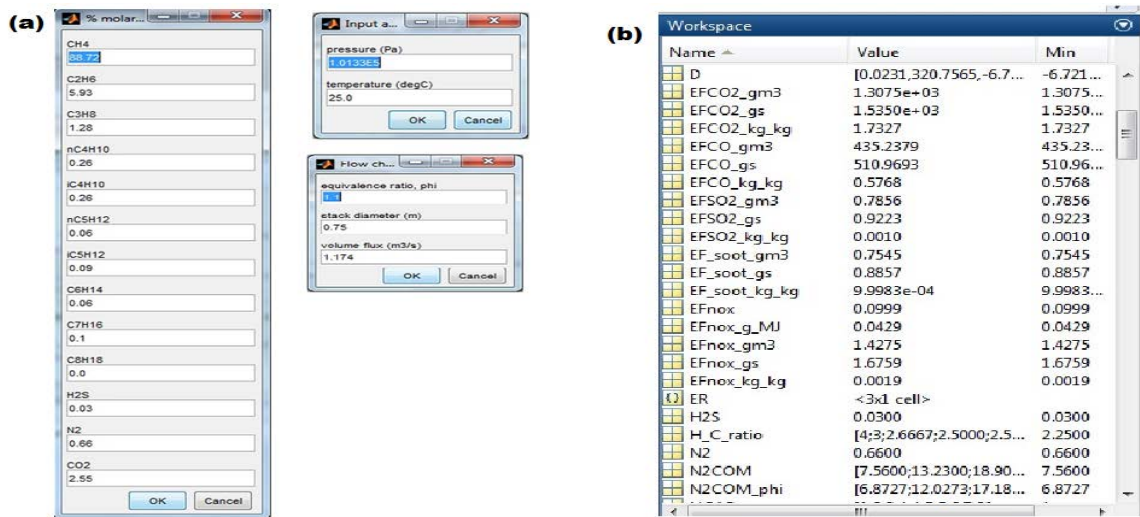 (a)
% molar...
CH4
88.72
C2H6
5.93
C3H8
1.28
nC4H10
0.26
iC4H10
0.26
nC5H12
0.06
iC5H12
0.09
C6H14
0.06
C7H16
0.1
C8H18
0.0
H2S
0.03
N2
0.66
CO2
2.55
OK Cancel
Input a...
pressure (Pa)
1.0133E5
temperature (degC)
25.0
OK Cancel
Flow ch...
equivalence ratio, phi
1.1
stack diameter (m)
0.75
volume flux (m3/s)
1.174
OK Cancel
(b)
Workspace
Name Value Min
D [0.0231,320.7565,-6.7... -6.721...
EFCO2_gm3 1.3075e+03 1.3075...
EFCO2_gs 1.5350e+03 1.5350...
EFCO2_kg_kg 1.7327 1.7327
EFCO_gm3 435.2379 435.23...
EFCO_gs 510.9693 510.96...
EFCO_kg_kg 0.5768 0.5768
EFSO2_gm3 0.7856 0.7856
EFSO2_gs 0.9223 0.9223
EFSO2_kg_kg 0.0010 0.0010
EF_soot_gm3 0.7545 0.7545
EF_soot_gs 0.8857 0.8857
EF_soot_kg_kg 9.9983e-04 9.9983...
EFnox 0.0999 0.0999
EFnox_g_MJ 0.0429 0.0429
EFnox_gm3 1.4275 1.4275
EFnox_gs 1.6759 1.6759
EFnox_kg_kg 0.0019 0.0019
ER <3x1 cell>
H2S 0.0300 0.0300
H_C_ratio [4;3;2.6667;2.5000;2.5... 2.2500
N2 0.6600 0.6600
N2COM [7.5600;13.2300;18.90... 7.5600
N2COM_phi [6.8727;12.0273;17.18... 6.8727